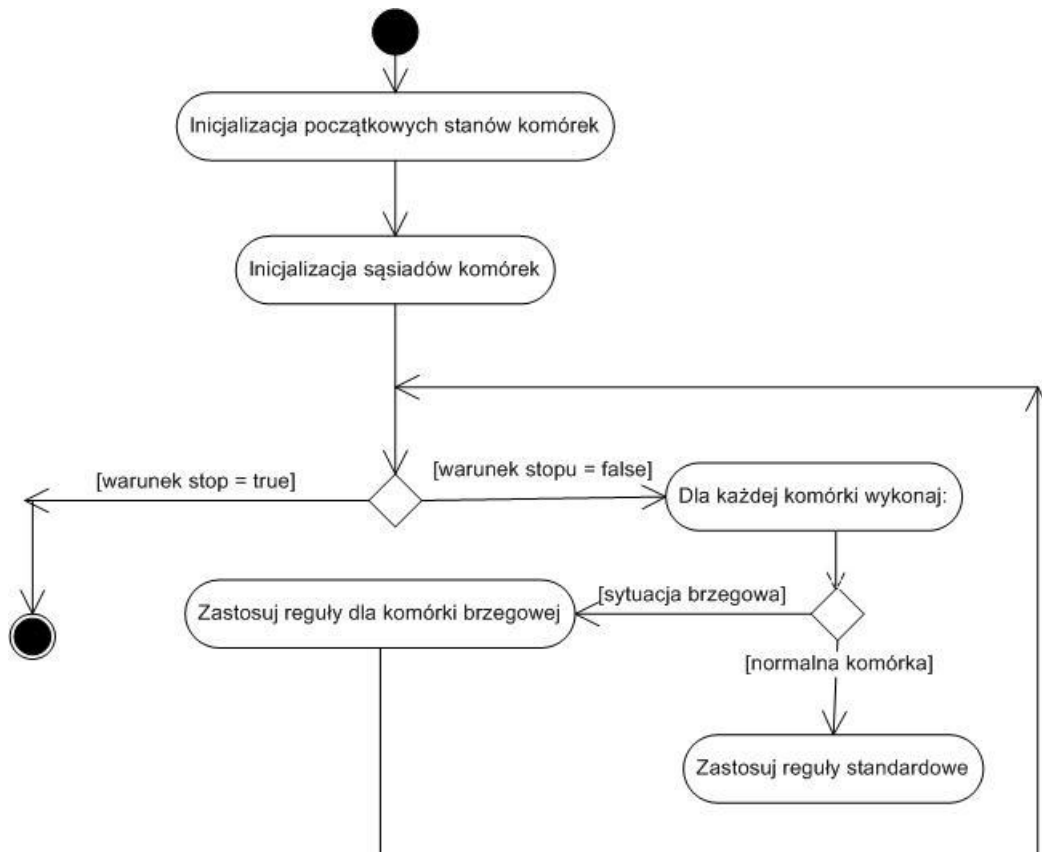 Inicjalizacja początkowych stanów komórek
Inicjalizacja sąsiadów komórek
[warunek stop = true]
[warunek stopu = false]
Dla każdej komórki wykonaj:
[sytuacja brzegowa]
Zastosuj reguły dla komórki brzegowej
[normalna komórka]
Zastosuj reguły standardowe